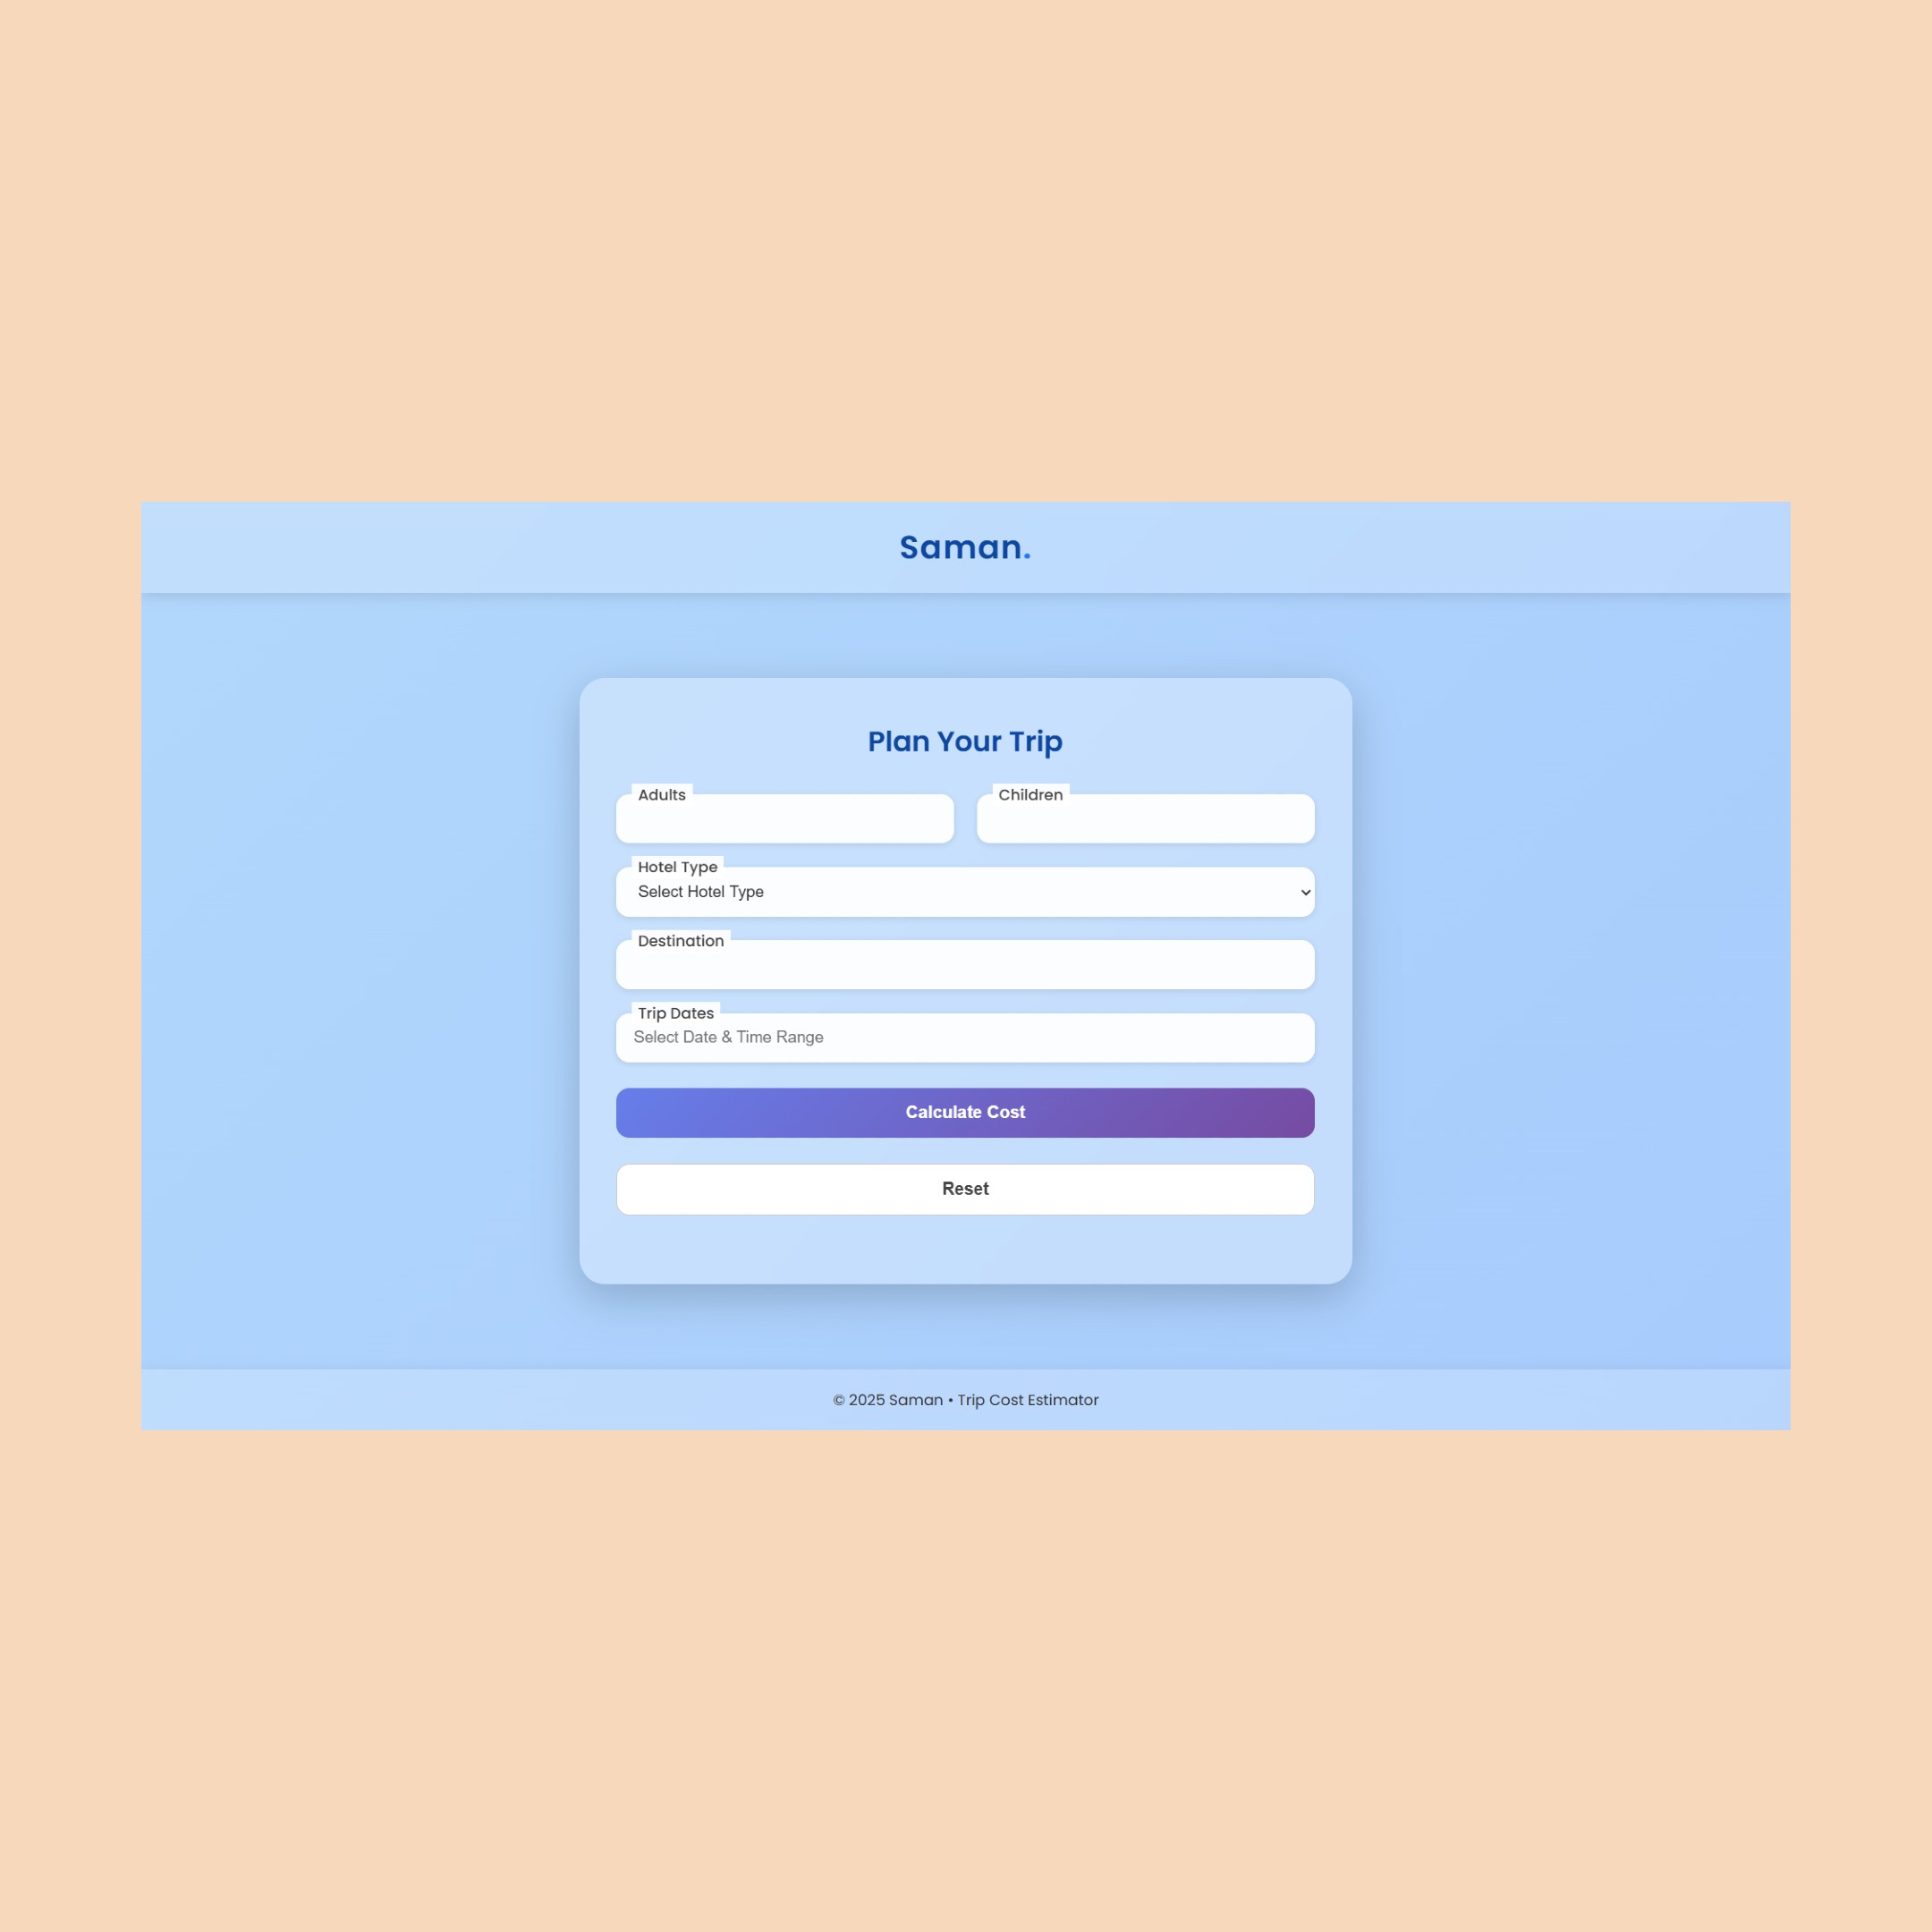 Saman.
Plan Your Trip
Adults
Children
Hotel Type
Select Hotel Type
Destination
Trip Dates
Select Date & Time Range
Calculate Cost
Reset
© 2025 Saman • Trip Cost Estimator